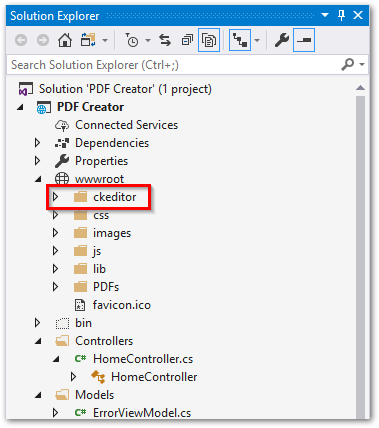 Solution Explorer
Search Solution Explorer (Ctrl+;)
Solution 'PDF Creator' (1 project)
PDF Creator
Connected Services
Dependencies
Properties
wwwroot
ckeditor
css
images
js
lib
PDFs
favicon.ico
bin
Controllers
C# HomeController.cs
HomeController
Models
C# ErrorViewModel.cs